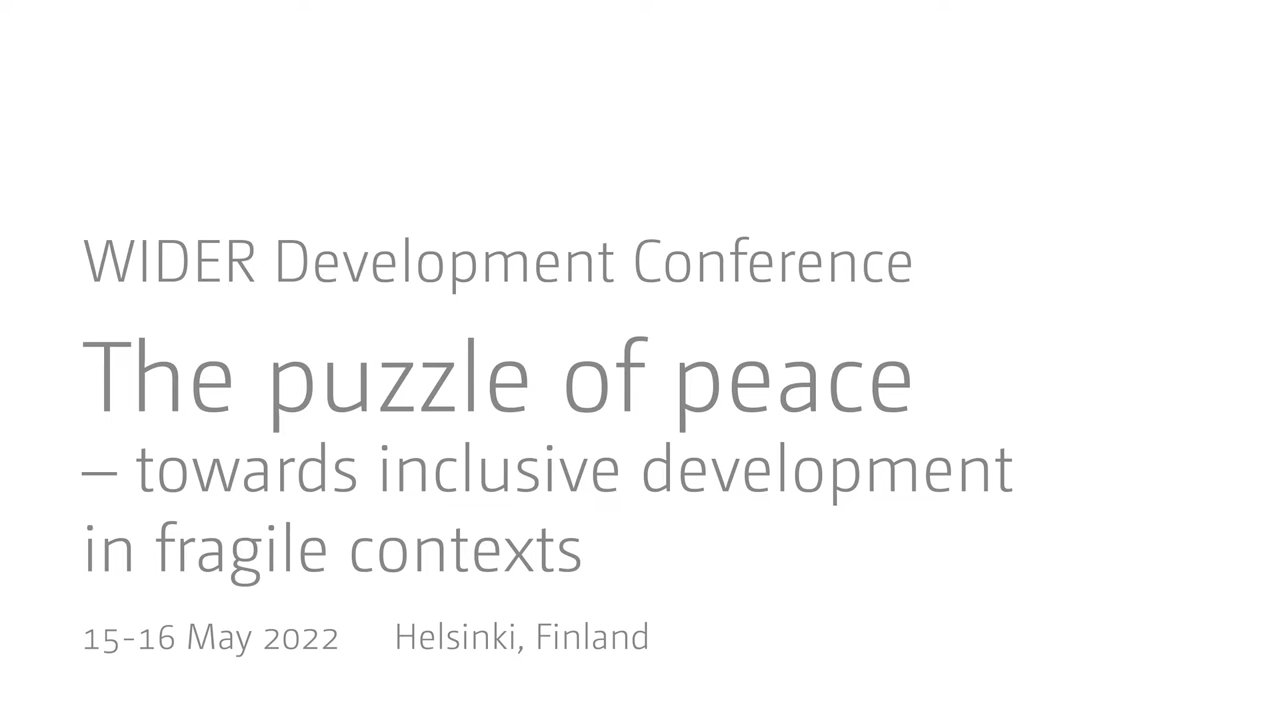 WIDER Development Conference
The puzzle of peace
– towards inclusive development
in fragile contexts
15-16 May 2022 Helsinki, Finland